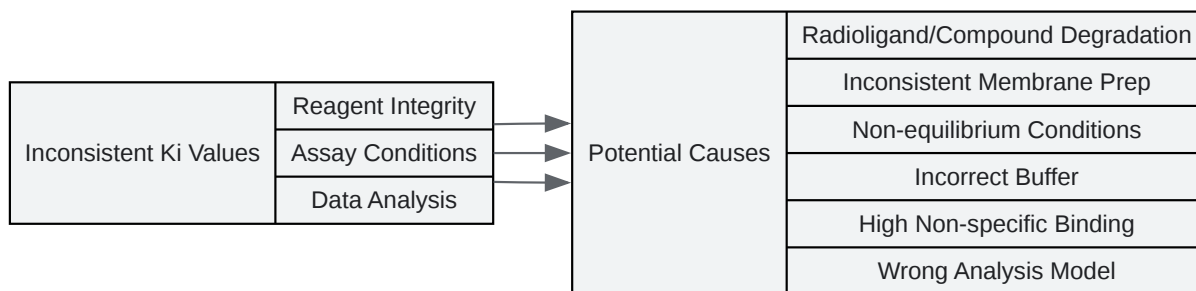 Inconsistent Ki Values
Reagent Integrity
Assay Conditions
Data Analysis
Potential Causes
Radioligand/Compound Degradation
Inconsistent Membrane Prep
Non-equilibrium Conditions
Incorrect Buffer
High Non-specific Binding
Wrong Analysis Model